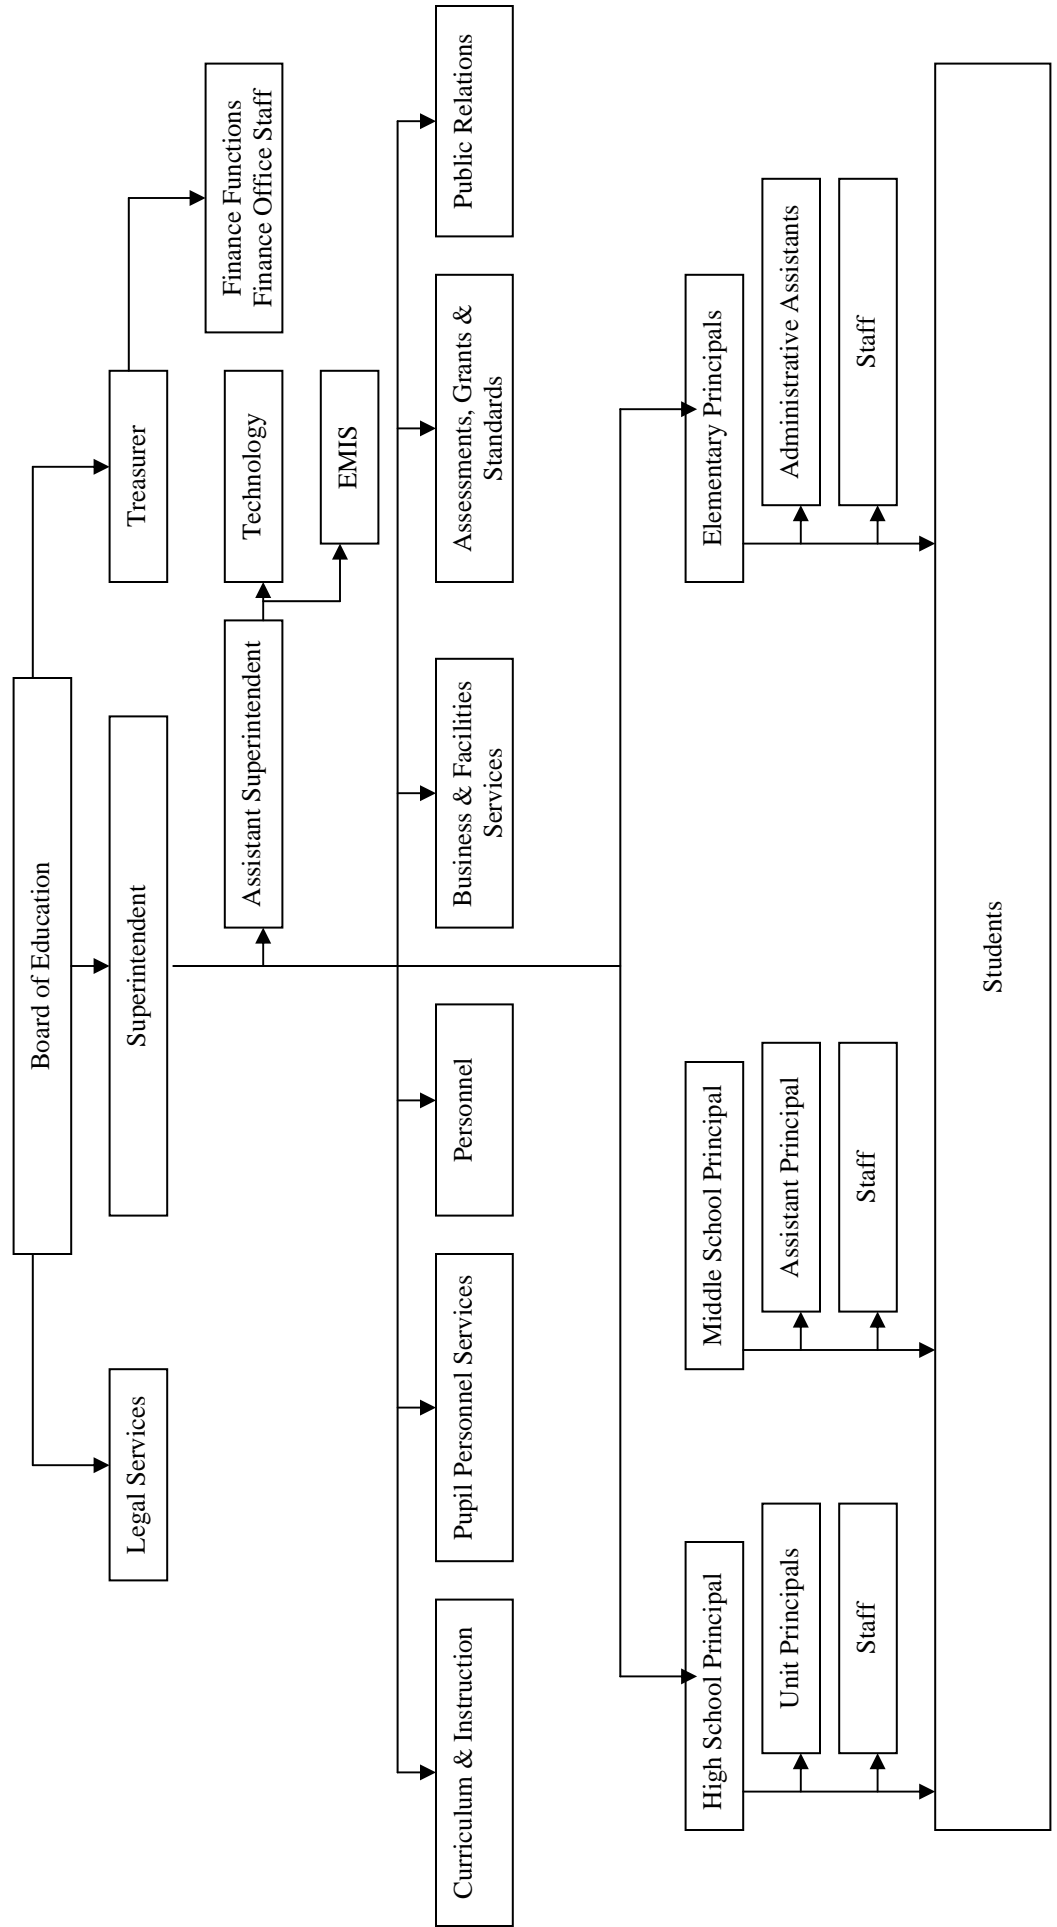 Board of Education
Legal Services
Superintendent
Treasurer
Finance Functions
Finance Office Staff
Assistant Superintendent
Technology
EMIS
Curriculum & Instruction
Pupil Personnel Services
Personnel
Business & Facilities
Services
Assessments, Grants &
Standards
Public Relations
High School Principal
Unit Principals
Staff
Middle School Principal
Assistant Principal
Staff
Elementary Principals
Administrative Assistants
Staff
Students